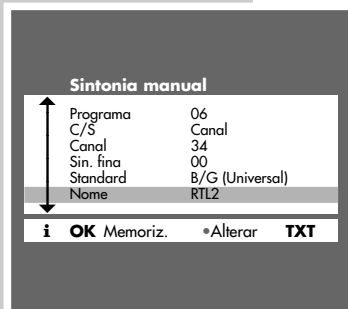 Sintonia manual
Programa 06
C/S Canal
Canal 34
Sin. fina 00
Standard B/G (Universal)
Nome RTL2
i OK Memoriz. •Alterar TXT